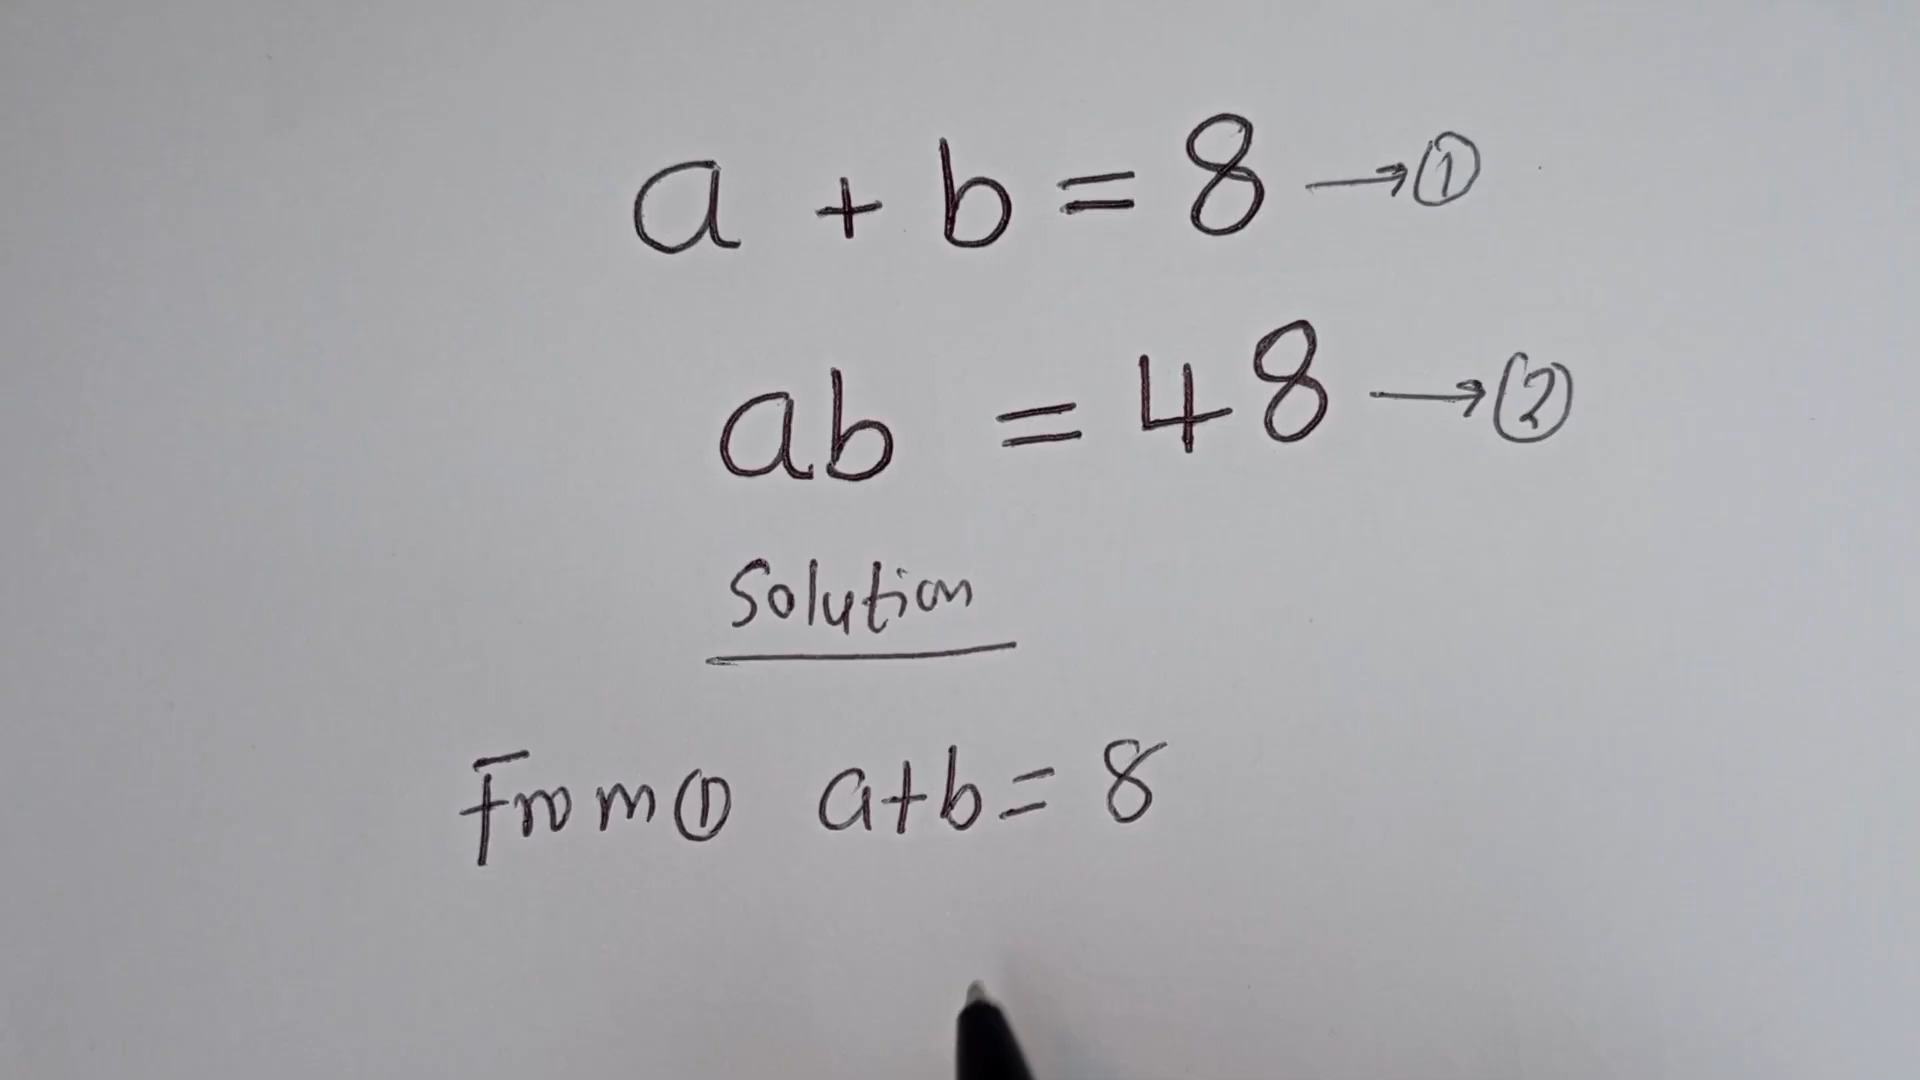 a + b = 8 → ①
ab = 48 → ②
Solution
From ① a+b = 8